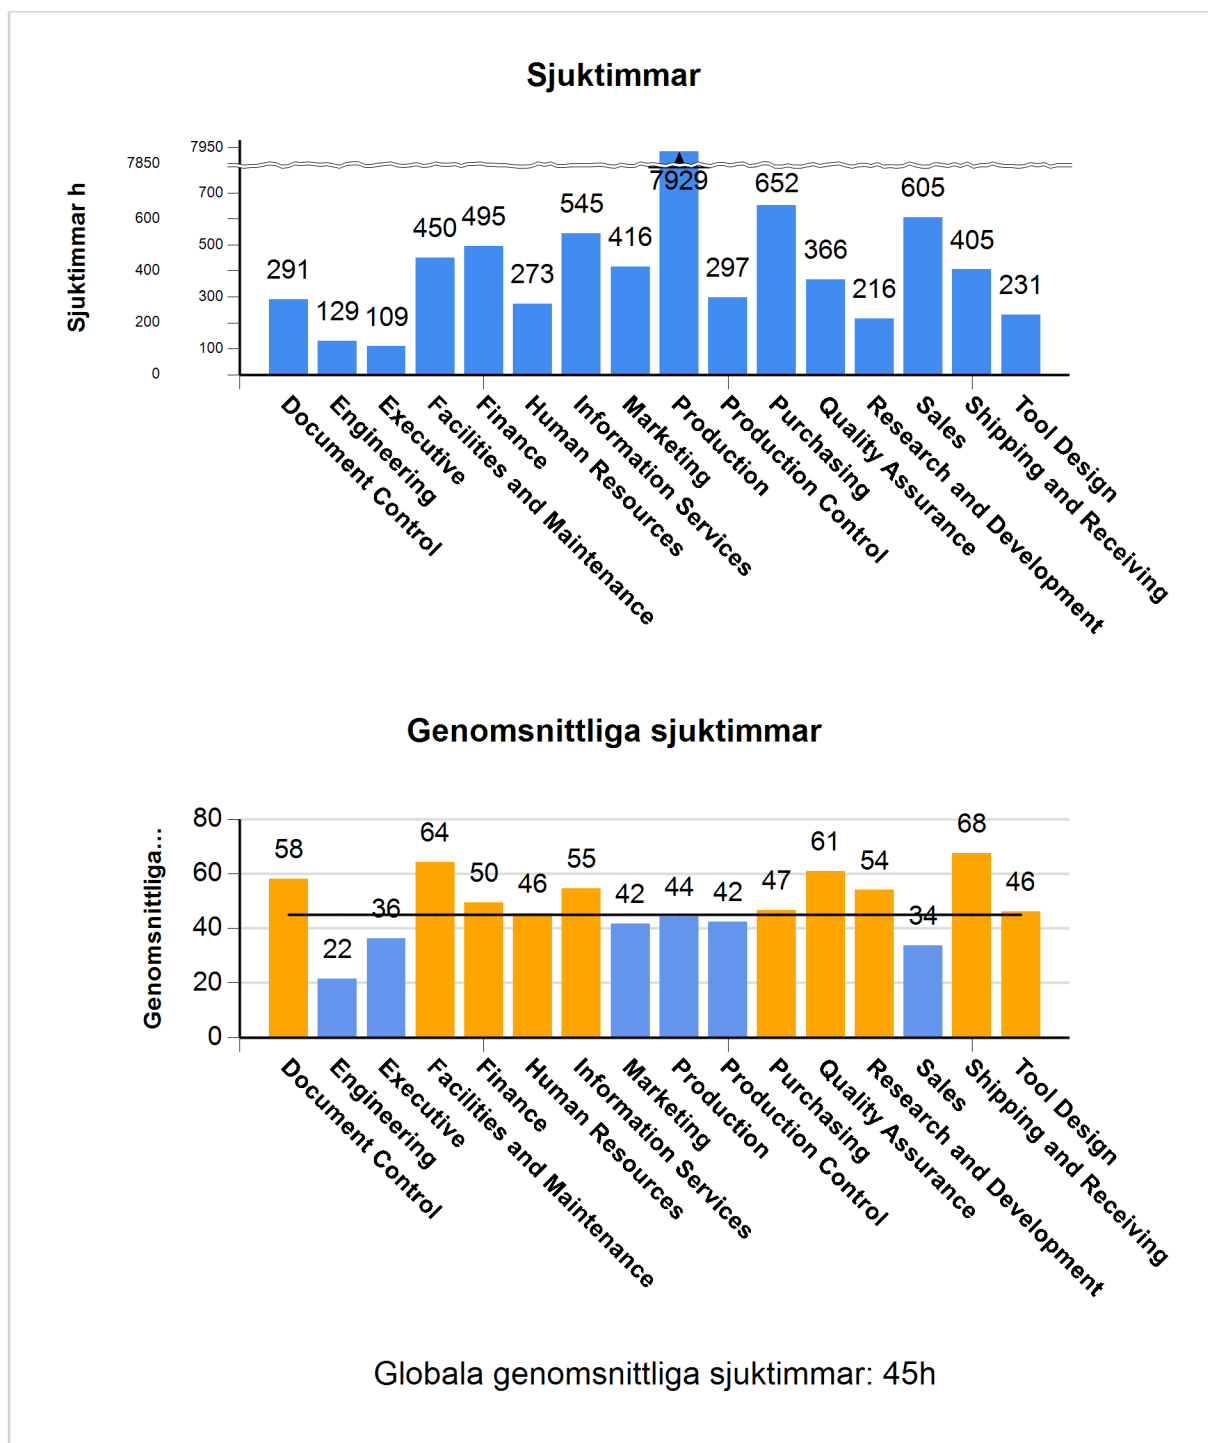 Sjuktimmar
Sjuktimmar h
7950
7850
700
600
500
400
300
200
100
0
291
129
109
450
495
273
545
416
7929
297
652
366
216
605
405
231
Document Control
Engineering
Executive
Facilities and Maintenance
Finance
Human Resources
Information Services
Marketing
Production
Production Control
Purchasing
Quality Assurance
Research and Development
Sales
Shipping and Receiving
Tool Design
Genomsnittliga sjuktimmar
Genomsnittliga...
80
60
40
20
0
58
22
36
64
50
46
55
42
44
42
47
61
54
34
68
46
Document Control
Engineering
Executive
Facilities and Maintenance
Finance
Human Resources
Information Services
Marketing
Production
Production Control
Purchasing
Quality Assurance
Research and Development
Sales
Shipping and Receiving
Tool Design
Globala genomsnittliga sjuktimmar: 45h